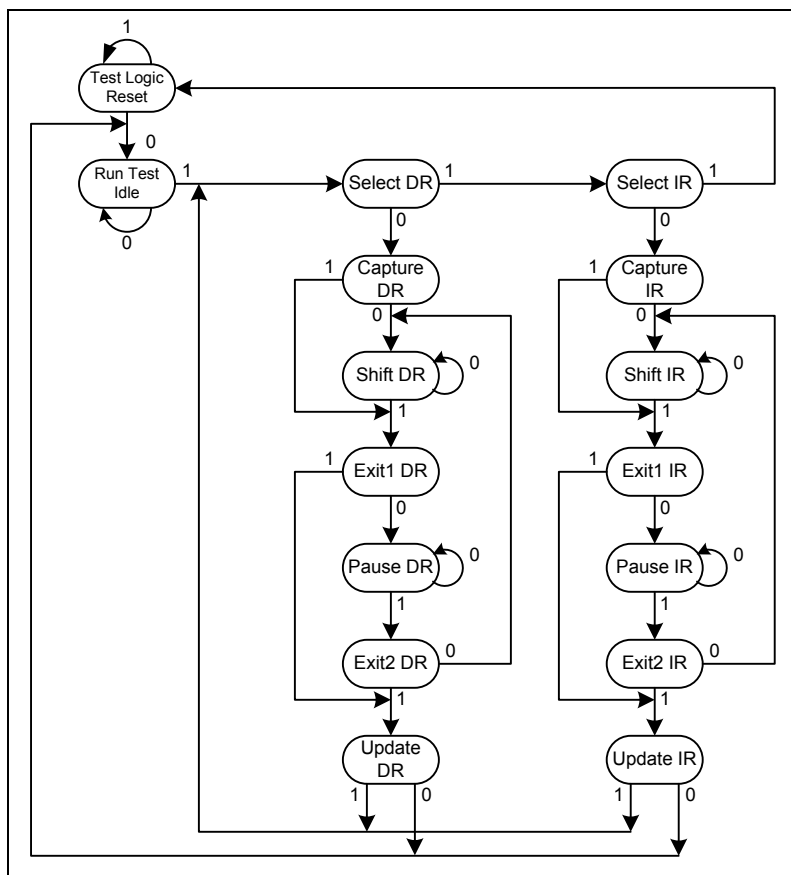 1
Test Logic
Reset
0
Run Test
Idle
1
0
Select DR
1
Select IR
1
0
0
1
Capture
DR
1
Capture
IR
0
0
Shift DR
0
Shift IR
0
1
1
1
Exit1 DR
1
Exit1 IR
0
0
Pause DR
0
Pause IR
0
1
1
Exit2 DR
0
Exit2 IR
0
1
1
Update
DR
Update IR
1
0
1
0